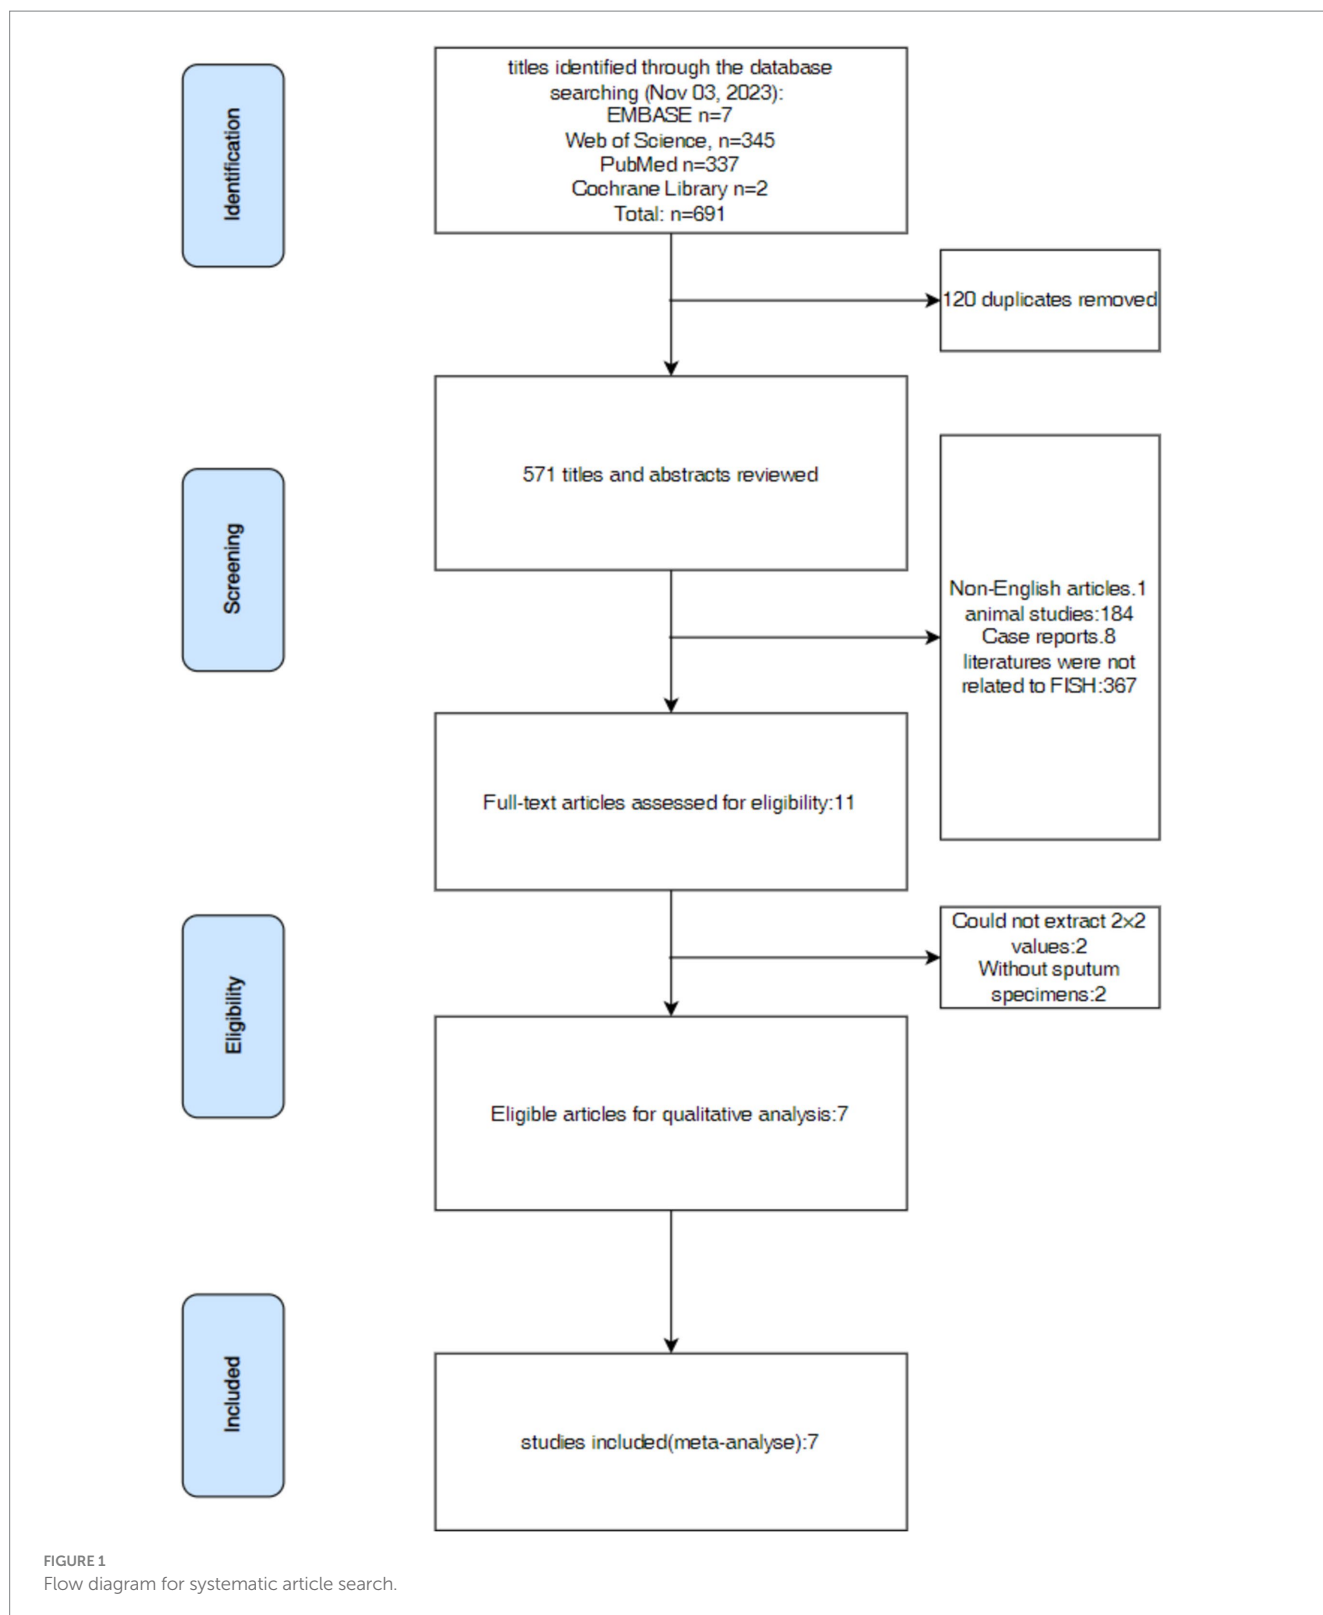 Identification
titles identified through the database
searching (Nov 03, 2023):
EMBASE n=7
Web of Science, n=345
PubMed n=337
Cochrane Library n=2
Total: n=691
120 duplicates removed
Screening
571 titles and abstracts reviewed
Non-English articles.1
animal studies:184
Case reports.8
literatures were not
related to FISH:367
Full-text articles assessed for eligibility:11
Eligibility
Could not extract 2×2
values:2
Without sputum
specimens:2
Eligible articles for qualitative analysis:7
Included
studies included(meta-analyse):7
FIGURE 1
Flow diagram for systematic article search.